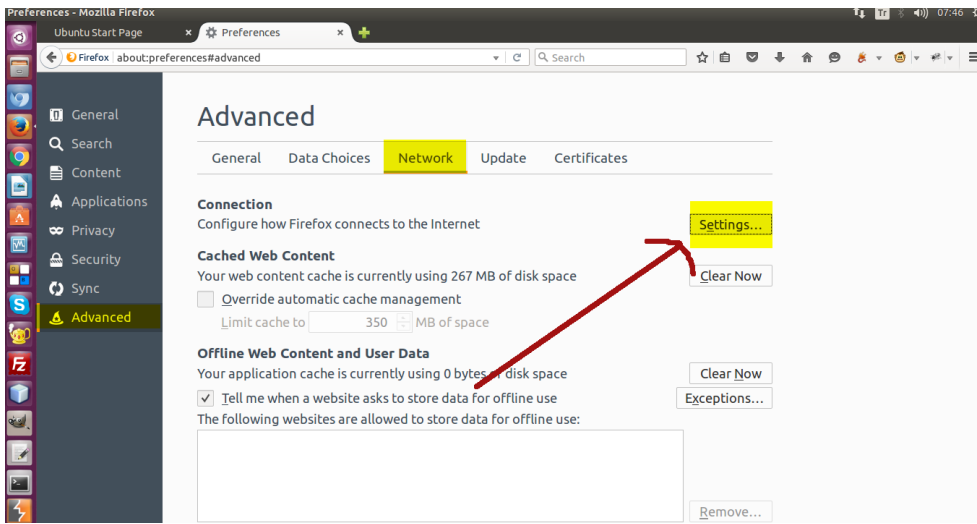 Preferences - Mozilla Firefox
Tr
07:46
Ubuntu Start Page
Preferences
Firefox about:preferences#advanced
Search
General
Search
Content
Applications
Privacy
Security
Sync
Advanced
Advanced
General Data Choices Network Update Certificates
Connection
Configure how Firefox connects to the Internet
Settings...
Cached Web Content
Your web content cache is currently using 267 MB of disk space
Clear Now
Override automatic cache management
Limit cache to 350 MB of space
Offline Web Content and User Data
Your application cache is currently using 0 bytes of disk space
Clear Now
Tell me when a website asks to store data for offline use
Exceptions...
The following websites are allowed to store data for offline use:
Remove...